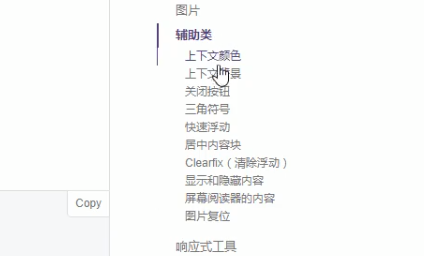 图片
辅助类
上下文颜色
上下文背景
关闭按钮
三角符号
快速浮动
居中内容块
Clearfix（清除浮动）
显示和隐藏内容
屏幕阅读器的内容
Copy
图片复位
响应式工具